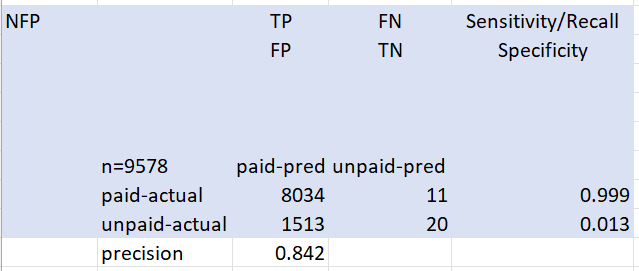 NFP TP FN Sensitivity/Recall
FP TN Specificity
n=9578 paid-pred unpaid-pred
paid-actual 8034 11 0.999
unpaid-actual 1513 20 0.013
precision 0.842